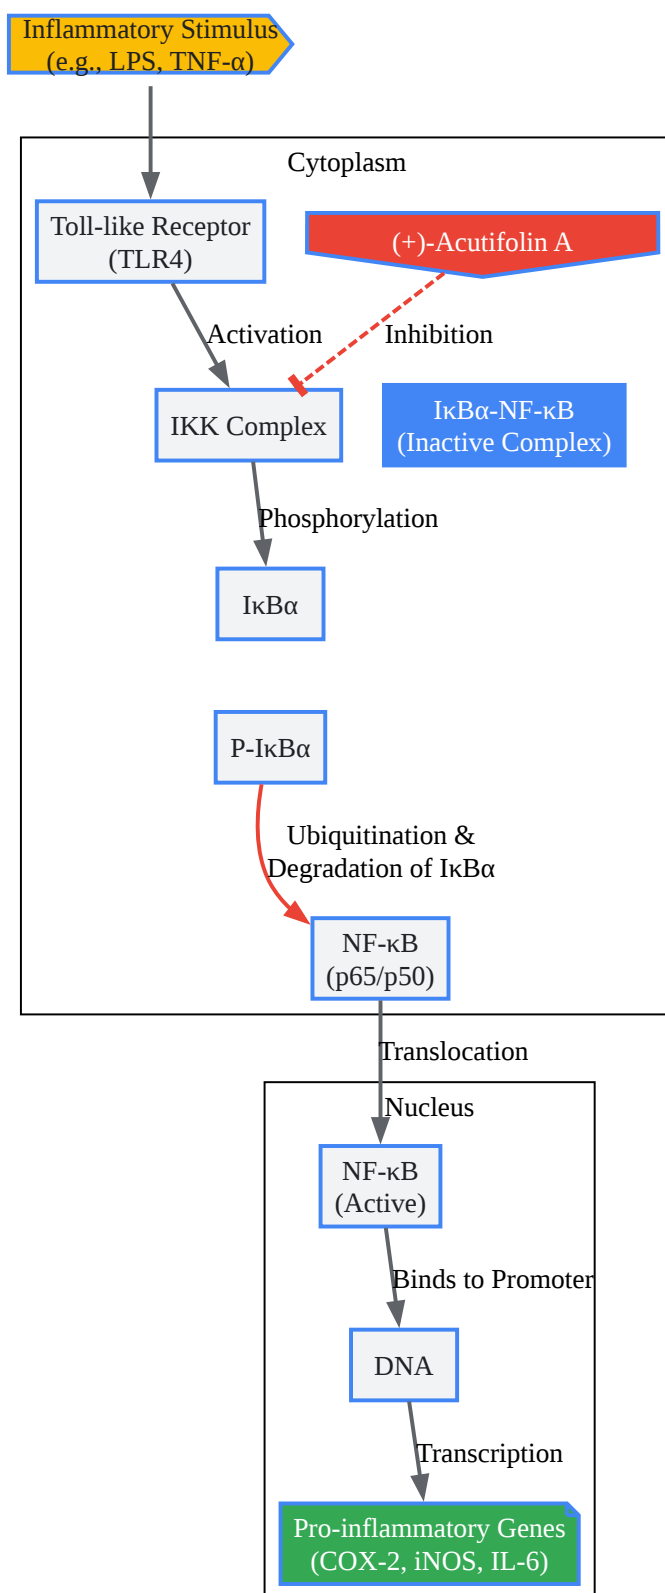 Inflammatory Stimulus
(e.g., LPS, TNF-α)
Cytoplasm
Toll-like Receptor
(TLR4)
(+)-Acutifolin A
Activation
Inhibition
IKK Complex
IκBα-NF-κB
(Inactive Complex)
Phosphorylation
IκBα
P-IκBα
Ubiquitination &
Degradation of IκBα
NF-κB
(p65/p50)
Translocation
Nucleus
NF-κB
(Active)
Binds to Promoter
DNA
Transcription
Pro-inflammatory Genes
(COX-2, iNOS, IL-6)